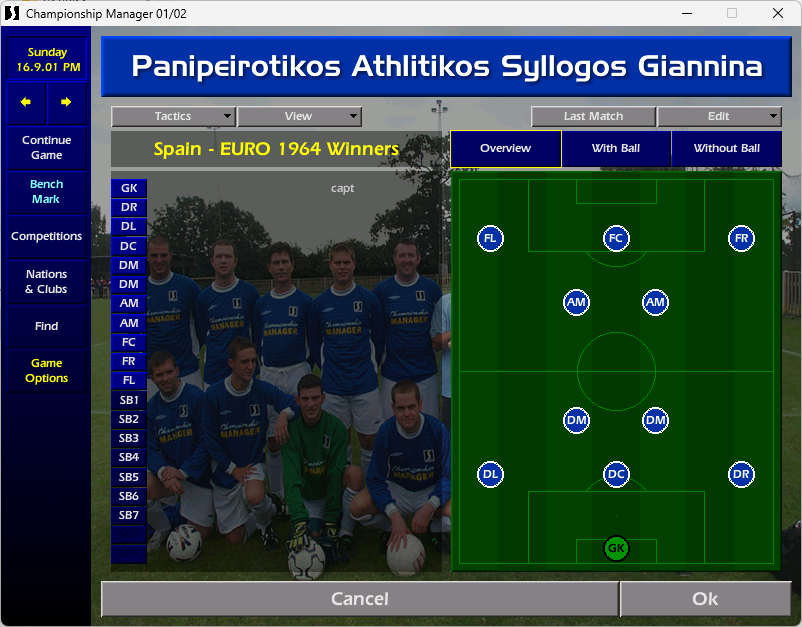 Championship Manager 01/02
Sunday
16.9.01 PM
Continue
Game
Bench
Mark
Competitions
Nations
& Clubs
Find
Game
Options
Panipeirotikos Athlitikos Syllogos Giannina
Tactics View Last Match Edit
Spain - EURO 1964 Winners
Overview With Ball Without Ball
GK capt
DR
DL
DC
DM
DM
AM
AM
FC
FR
FL
SB1
SB2
SB3
SB4
SB5
SB6
SB7
FL FC FR
AM AM
DM DM
DL DC DR
GK
Cancel Ok